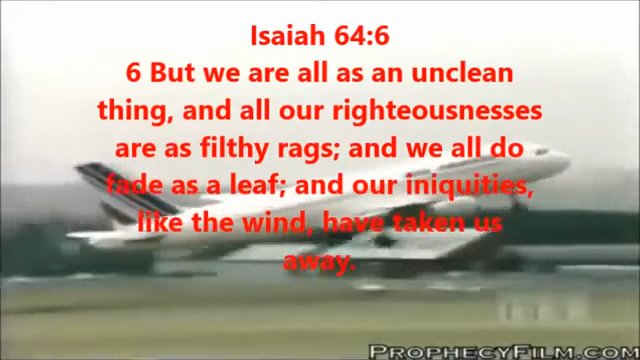 Isaiah 64:6
6 But we are all as an unclean
thing, and all our righteousnesses
are as filthy rags; and we all do
fade as a leaf; and our iniquities,
like the wind, have taken us
away.
PROPHECYFILM.COM